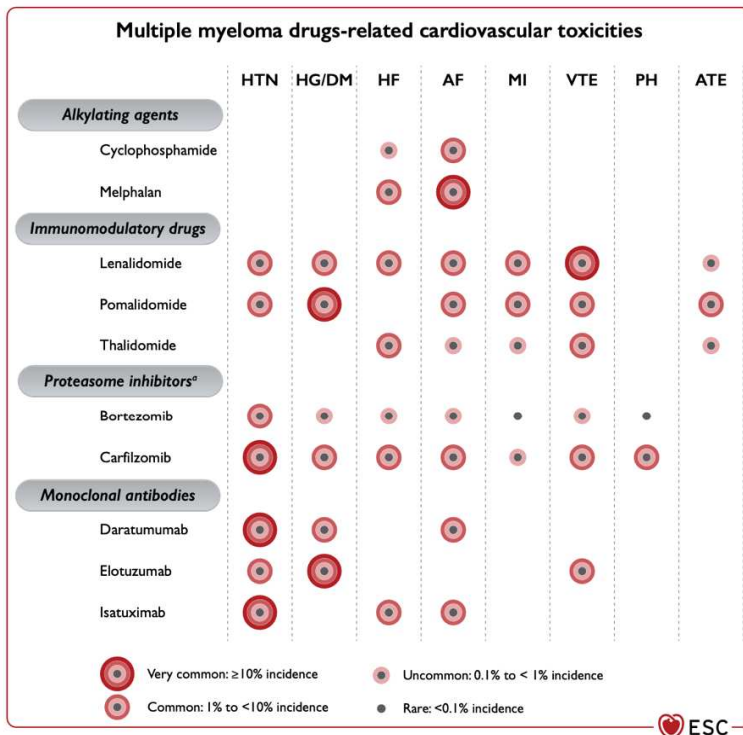 Multiple myeloma drugs-related cardiovascular toxicities
HTN HG/DM HF AF MI VTE PH ATE
Alkylating agents
Cyclophosphamide
Melphalan
Immunomodulatory drugs
Lenalidomide
Pomalidomide
Thalidomide
Proteasome inhibitorsᵃ
Bortezomib
Carfilzomib
Monoclonal antibodies
Daratumumab
Elotuzumab
Isatuximab
Very common: ≥10% incidence Uncommon: 0.1% to < 1% incidence
Common: 1% to <10% incidence Rare: <0.1% incidence
ESC